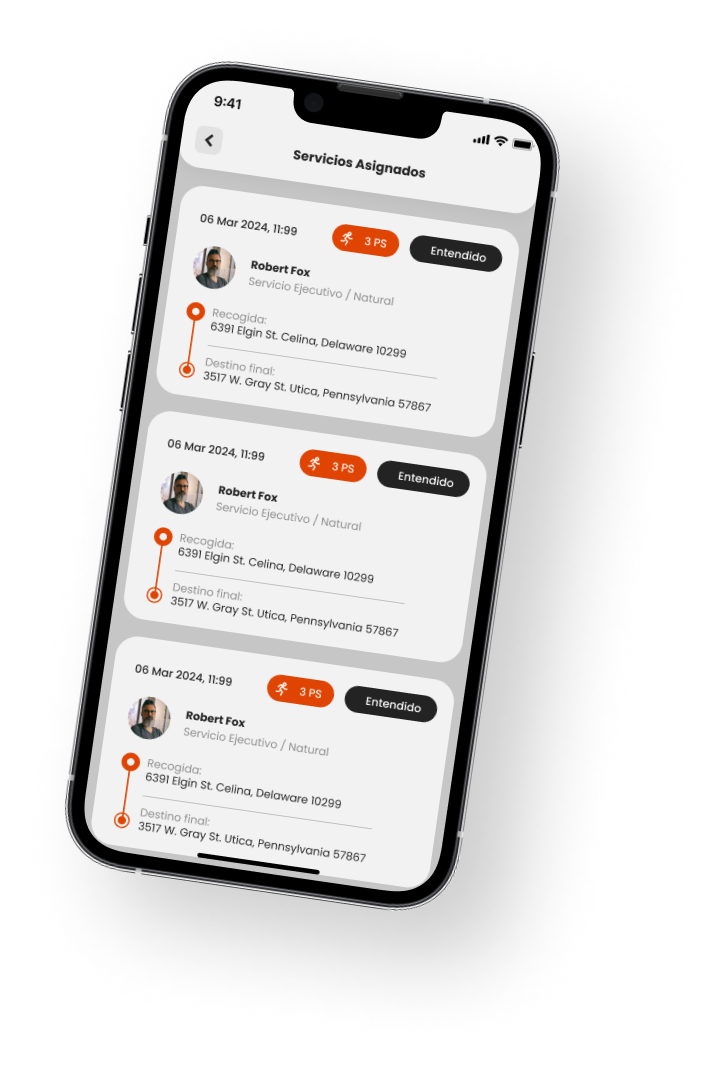 9:41
Servicios Asignados
06 Mar 2024, 11:99
3 PS
Entendido
Robert Fox
Servicio Ejecutivo / Natural
Recogida:
6391 Elgin St. Celina, Delaware 10299
Destino final:
3517 W. Gray St. Utica, Pennsylvania 57867
06 Mar 2024, 11:99
3 PS
Entendido
Robert Fox
Servicio Ejecutivo / Natural
Recogida:
6391 Elgin St. Celina, Delaware 10299
Destino final:
3517 W. Gray St. Utica, Pennsylvania 57867
06 Mar 2024, 11:99
3 PS
Entendido
Robert Fox
Servicio Ejecutivo / Natural
Recogida:
6391 Elgin St. Celina, Delaware 10299
Destino final:
3517 W. Gray St. Utica, Pennsylvania 57867